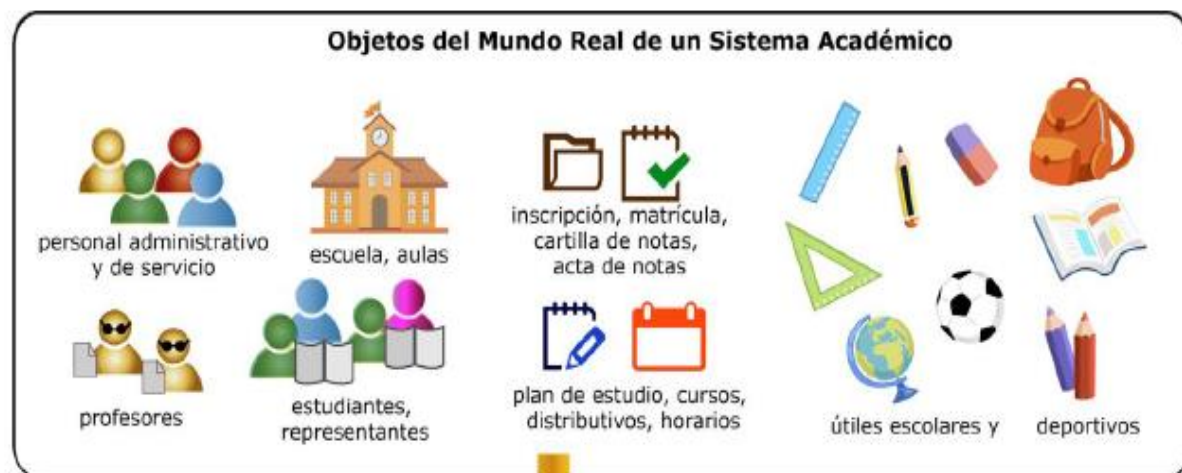 Objetos del Mundo Real de un Sistema Académico
personal administrativo
y de servicio
escuela, aulas
inscripción, matrícula,
cartilla de notas,
acta de notas
profesores
estudiantes,
representantes
plan de estudio, cursos,
distributivos, horarios
útiles escolares y deportivos